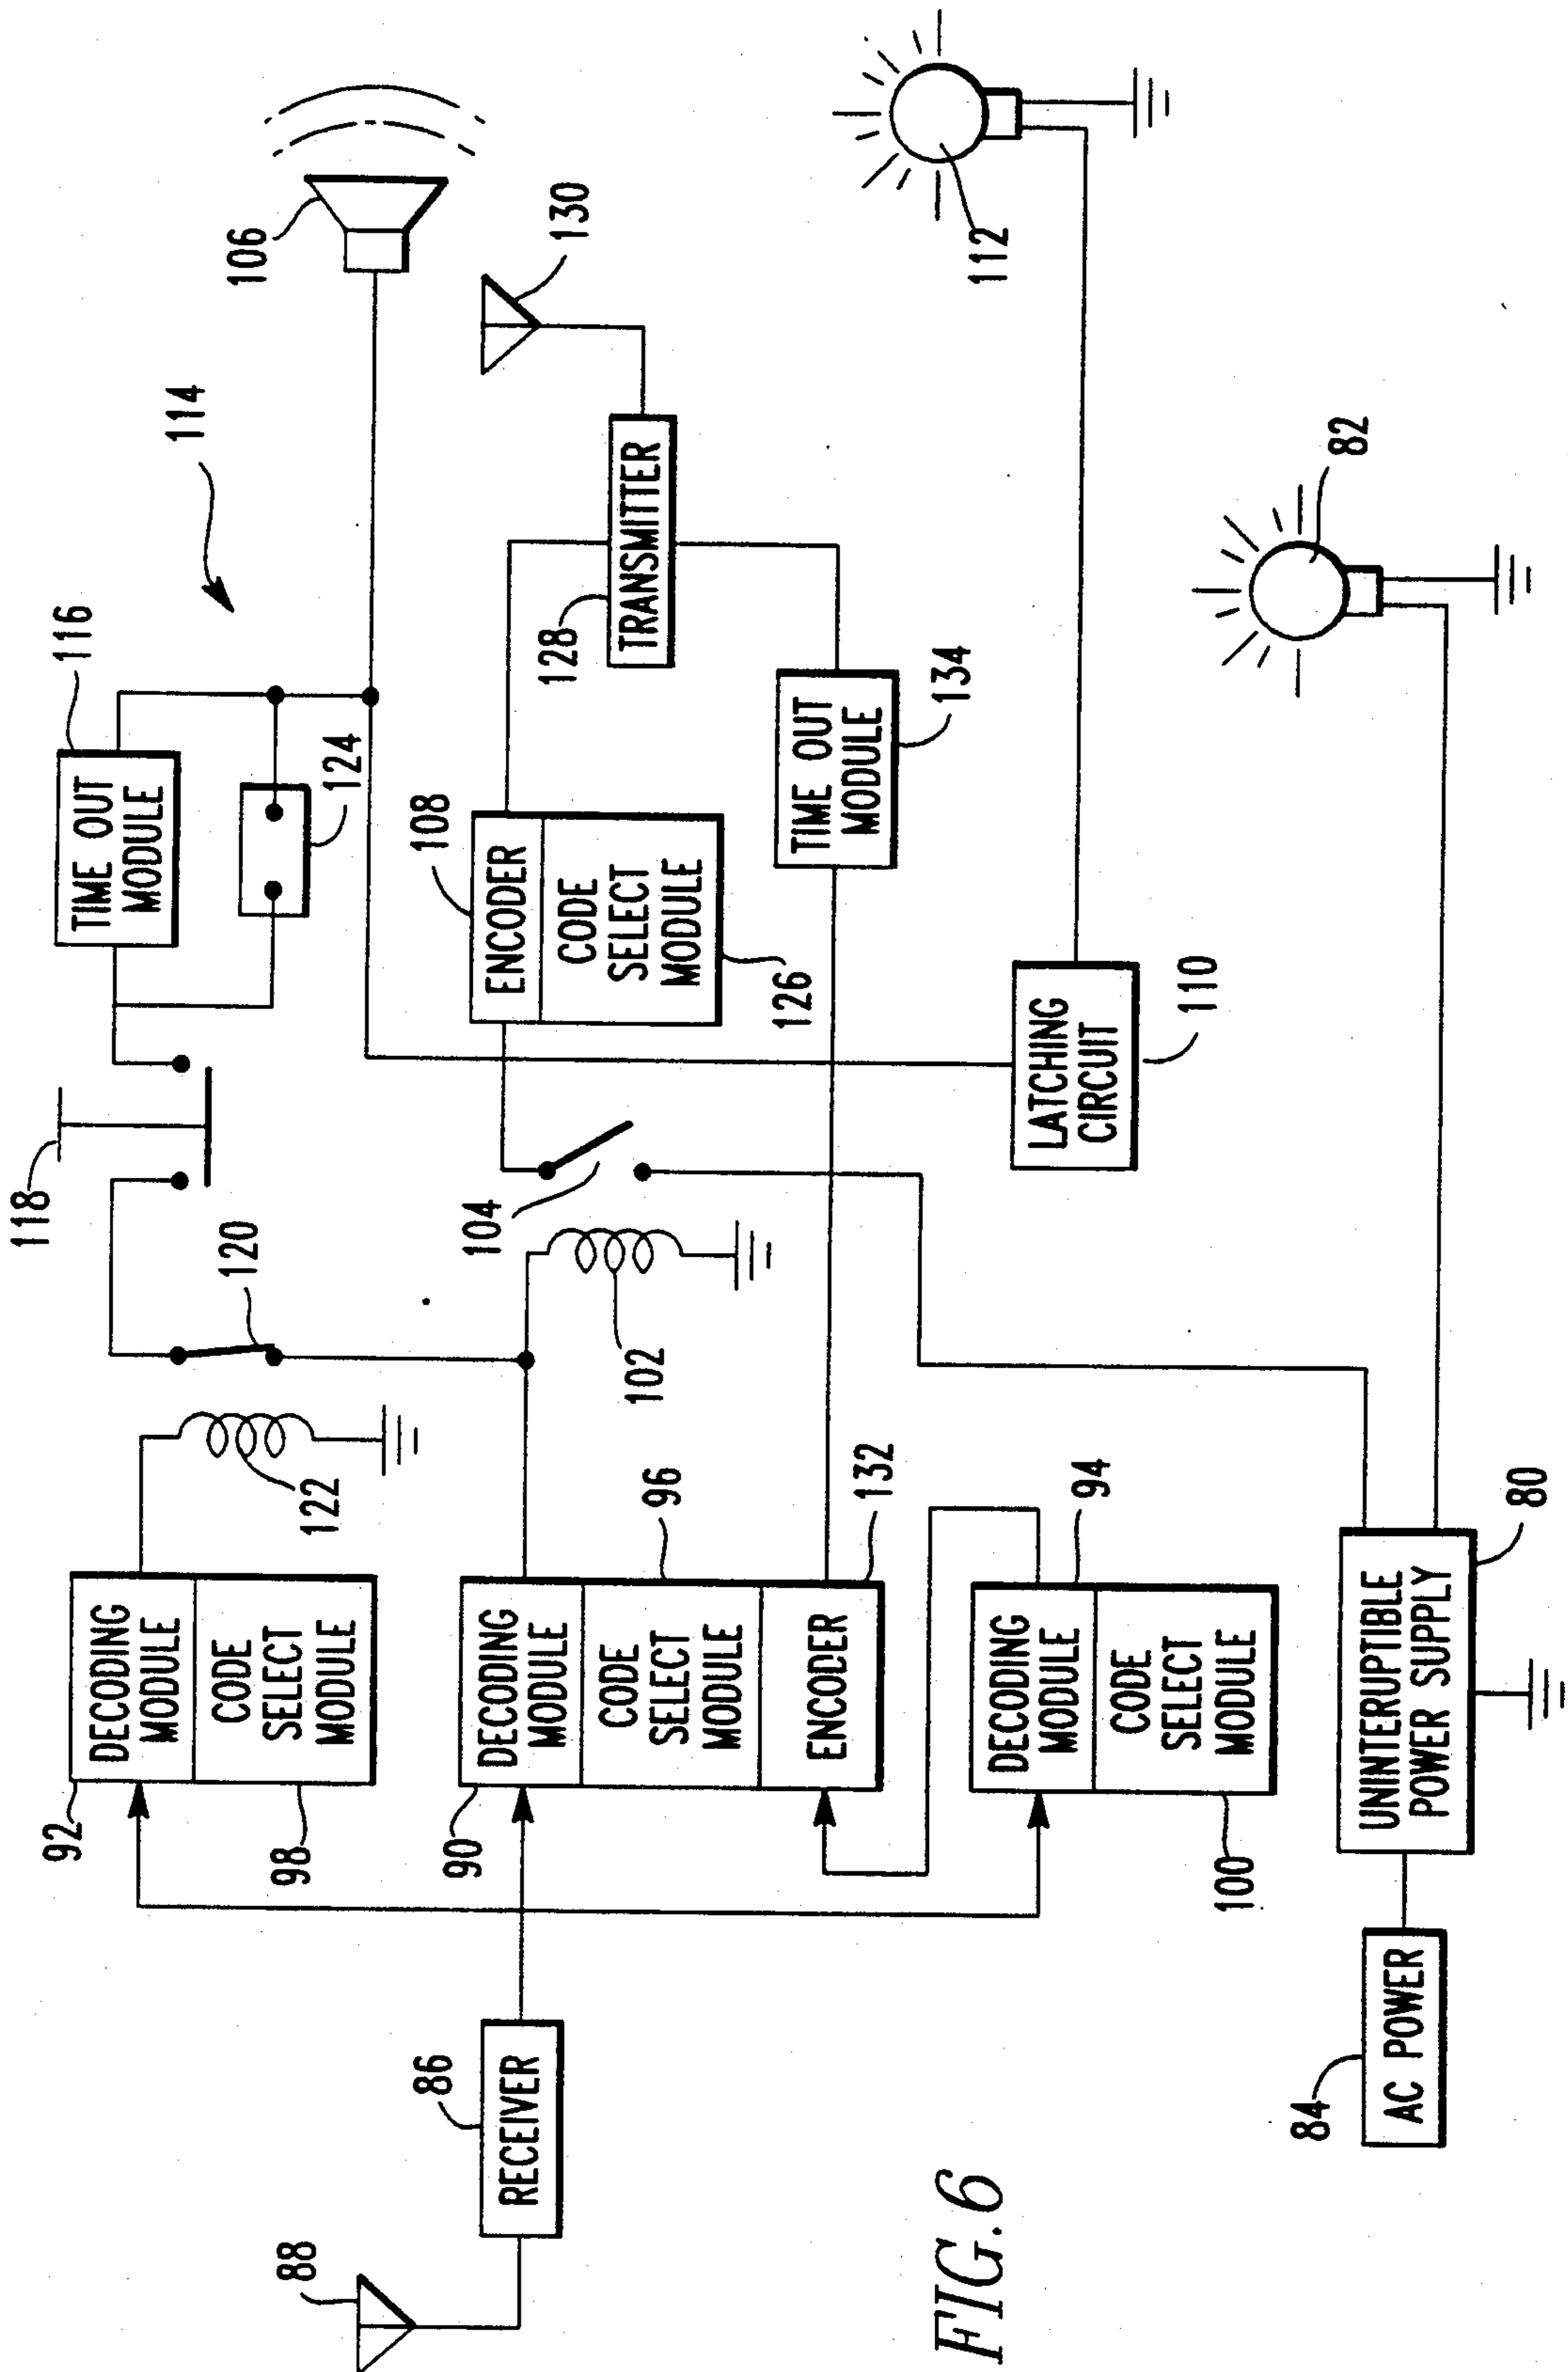 118
92
DECODING
MODULE
CODE
SELECT
MODULE
98
122
120
TIME OUT
MODULE
116
124
114
106
88
86
RECEIVER
90
DECODING
MODULE
CODE
SELECT
MODULE
96
ENCODER
132
102
104
108
ENCODER
CODE
SELECT
MODULE
126
128
TRANSMITTER
130
TIME OUT
MODULE
134
DECODING
MODULE
94
CODE
SELECT
MODULE
100
LATCHING
CIRCUIT
110
112
84
AC POWER
UNINTERUPTIBLE
POWER SUPPLY
80
82
FIG.6